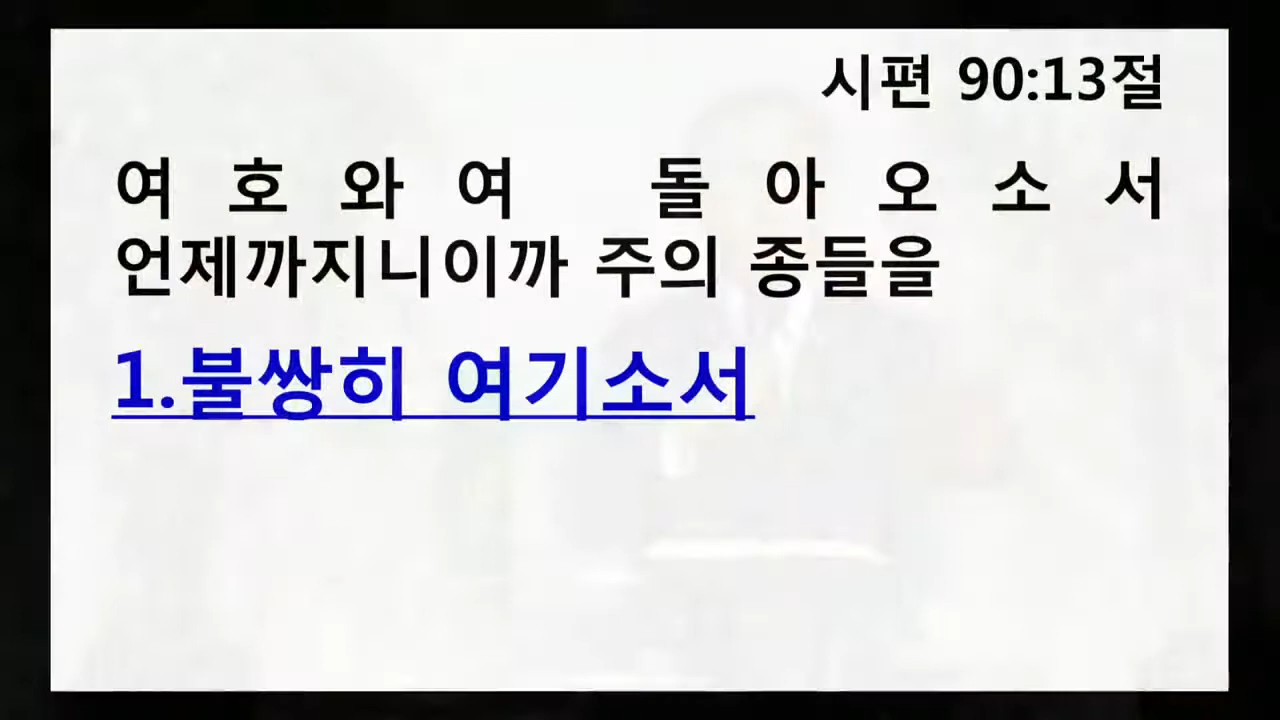 시편 90:13절
여호와여 돌아오소서
언제까지니이까 주의 종들을
1.불쌍히 여기소서